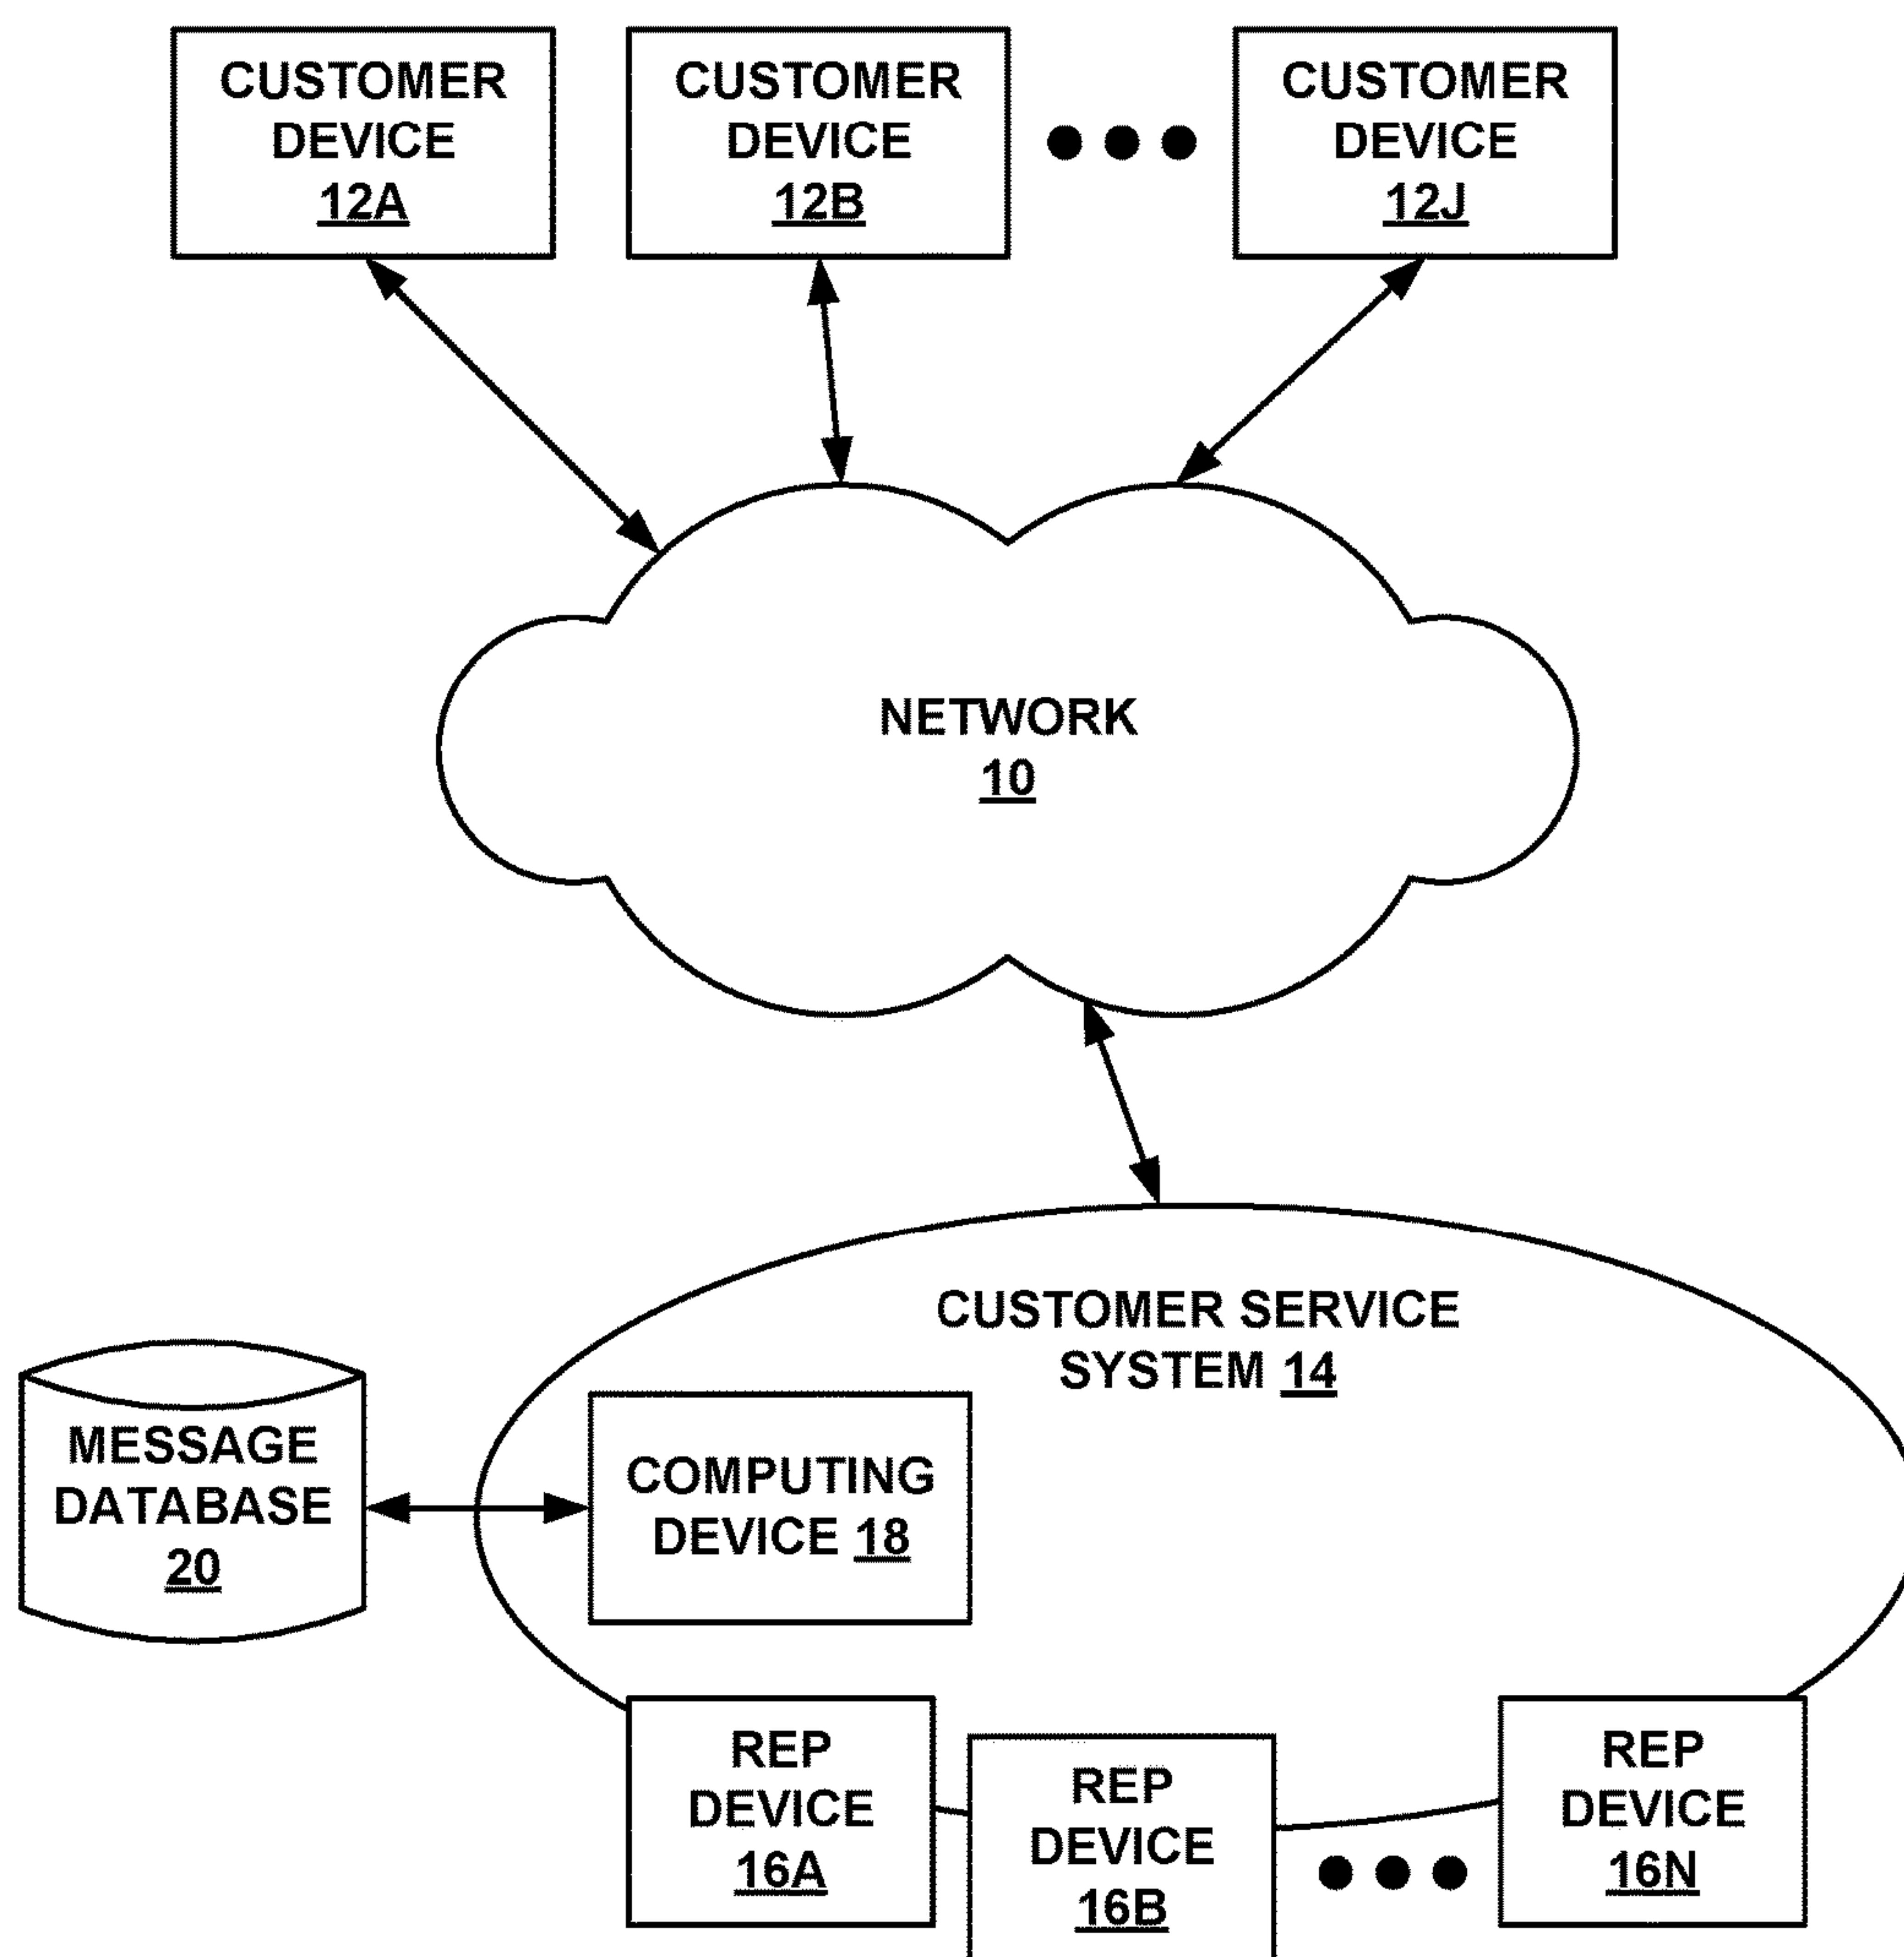 CUSTOMER
DEVICE
12A
CUSTOMER
DEVICE
12B
CUSTOMER
DEVICE
12J
NETWORK
10
CUSTOMER SERVICE
SYSTEM 14
MESSAGE
DATABASE
20
COMPUTING
DEVICE 18
REP
DEVICE
16A
REP
DEVICE
16B
REP
DEVICE
16N